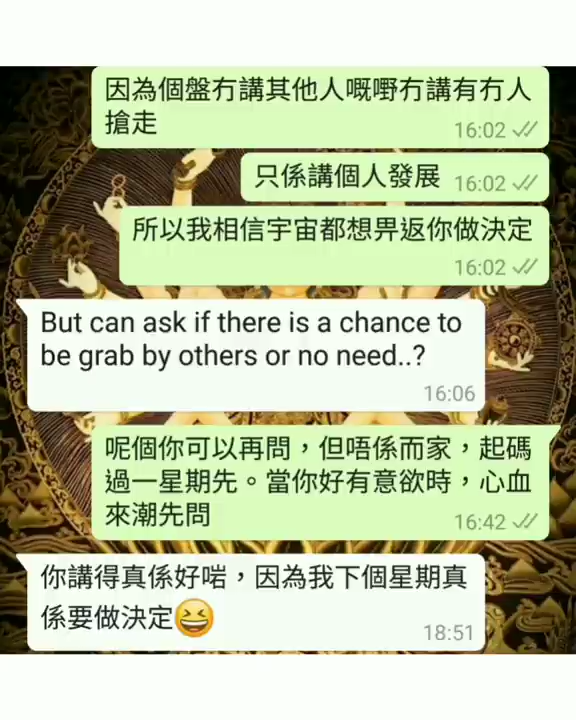 因為個盤冇講其他人嘅嘢冇講有冇人
搶走
16:02
只係講個人發展
16:02
所以我相信宇宙都想畀返你做決定
16:02
But can ask if there is a chance to
be grab by others or no need..?
16:06
呢個你可以再問，但唔係而家，起碼
過一星期先。當你好有意欲時，心血
來潮先問
16:42
你講得真係好啱，因為我下個星期真
係要做決定😆
18:51